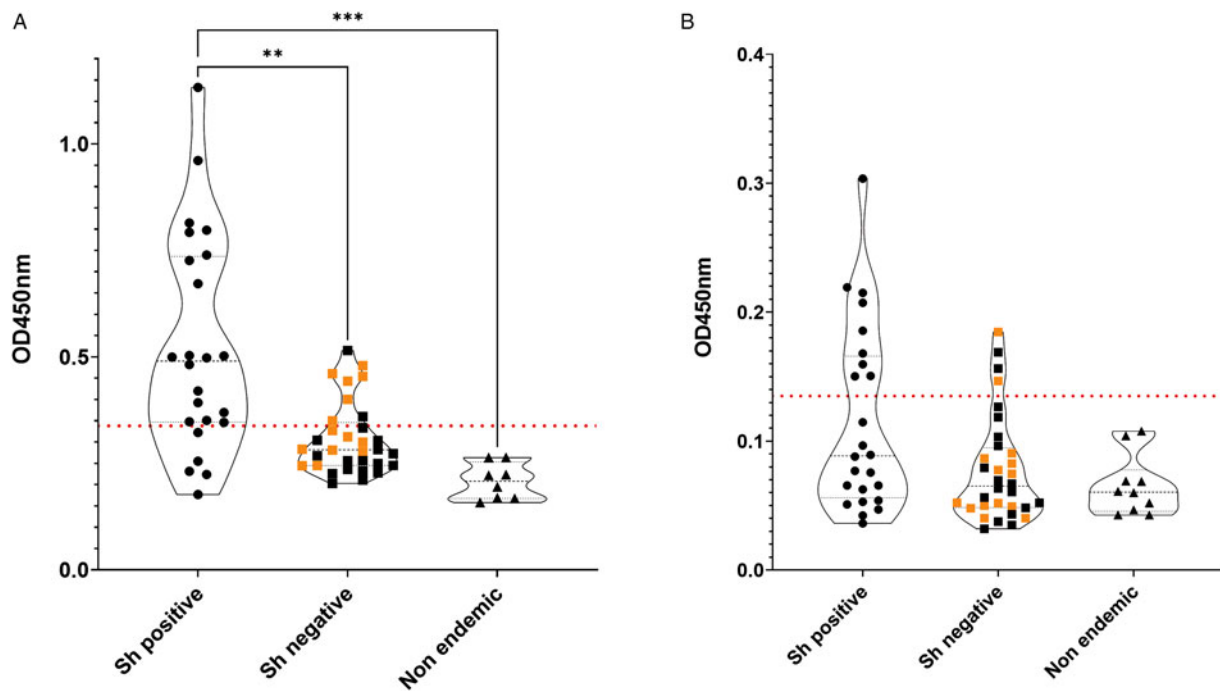 A
***
**
1.0
0.5
0.0
OD450nm
Sh positive
Sh negative
Non endemic
B
0.4
0.3
0.2
0.1
0.0
OD450nm
Sh positive
Sh negative
Non endemic